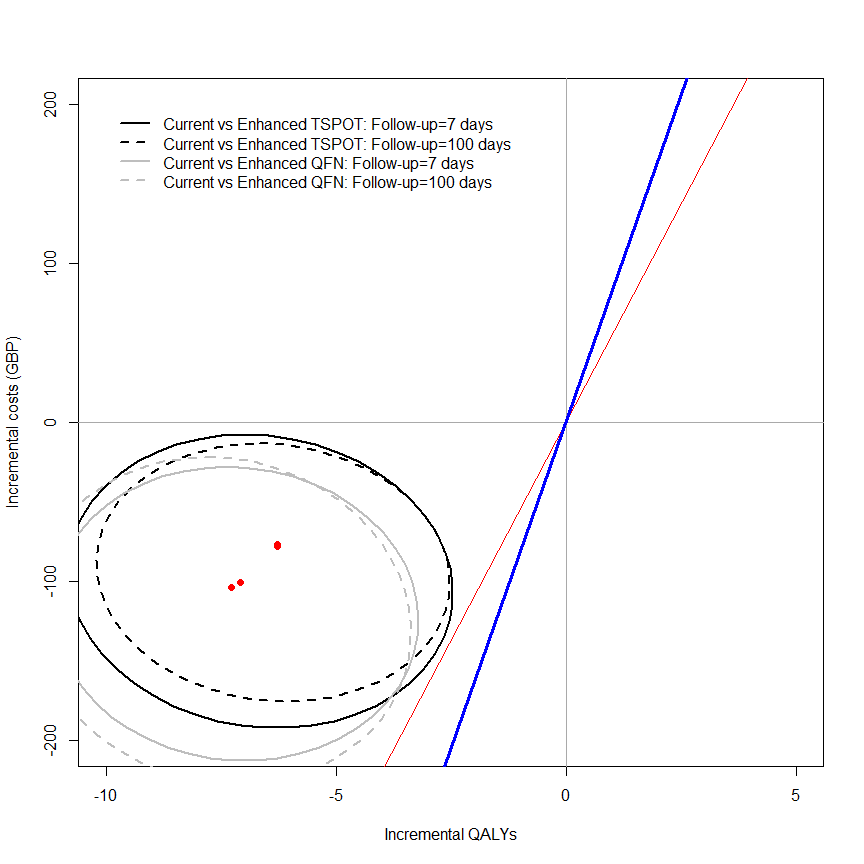 Current vs Enhanced TSPOT: Follow-up=7 days
Current vs Enhanced TSPOT: Follow-up=100 days
Current vs Enhanced QFN: Follow-up=7 days
Current vs Enhanced QFN: Follow-up=100 days
200
100
0
-100
-200
Incremental costs (GBP)
-10
-5
0
5
Incremental QALYs